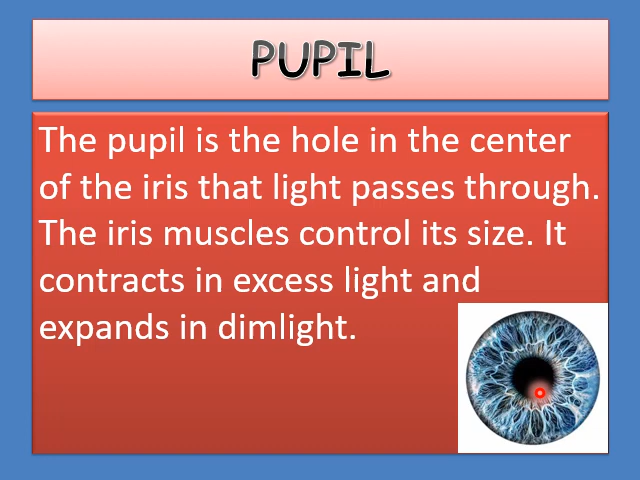 PUPIL
The pupil is the hole in the center
of the iris that light passes through.
The iris muscles control its size. It
contracts in excess light and
expands in dimlight.